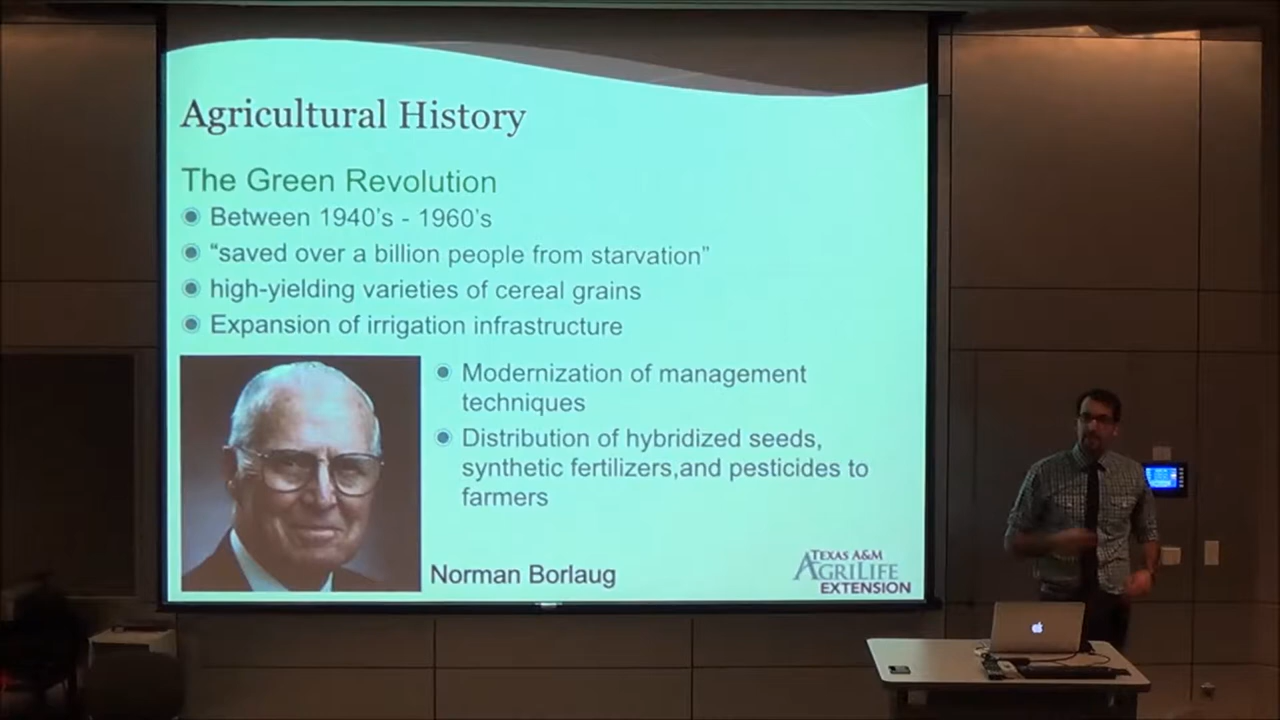 Agricultural History
The Green Revolution
Between 1940's - 1960's
“saved over a billion people from starvation”
high-yielding varieties of cereal grains
Expansion of irrigation infrastructure
Modernization of management
techniques
Distribution of hybridized seeds,
synthetic fertilizers,and pesticides to
farmers
Norman Borlaug
TEXAS A&M
AGRILIFE
EXTENSION